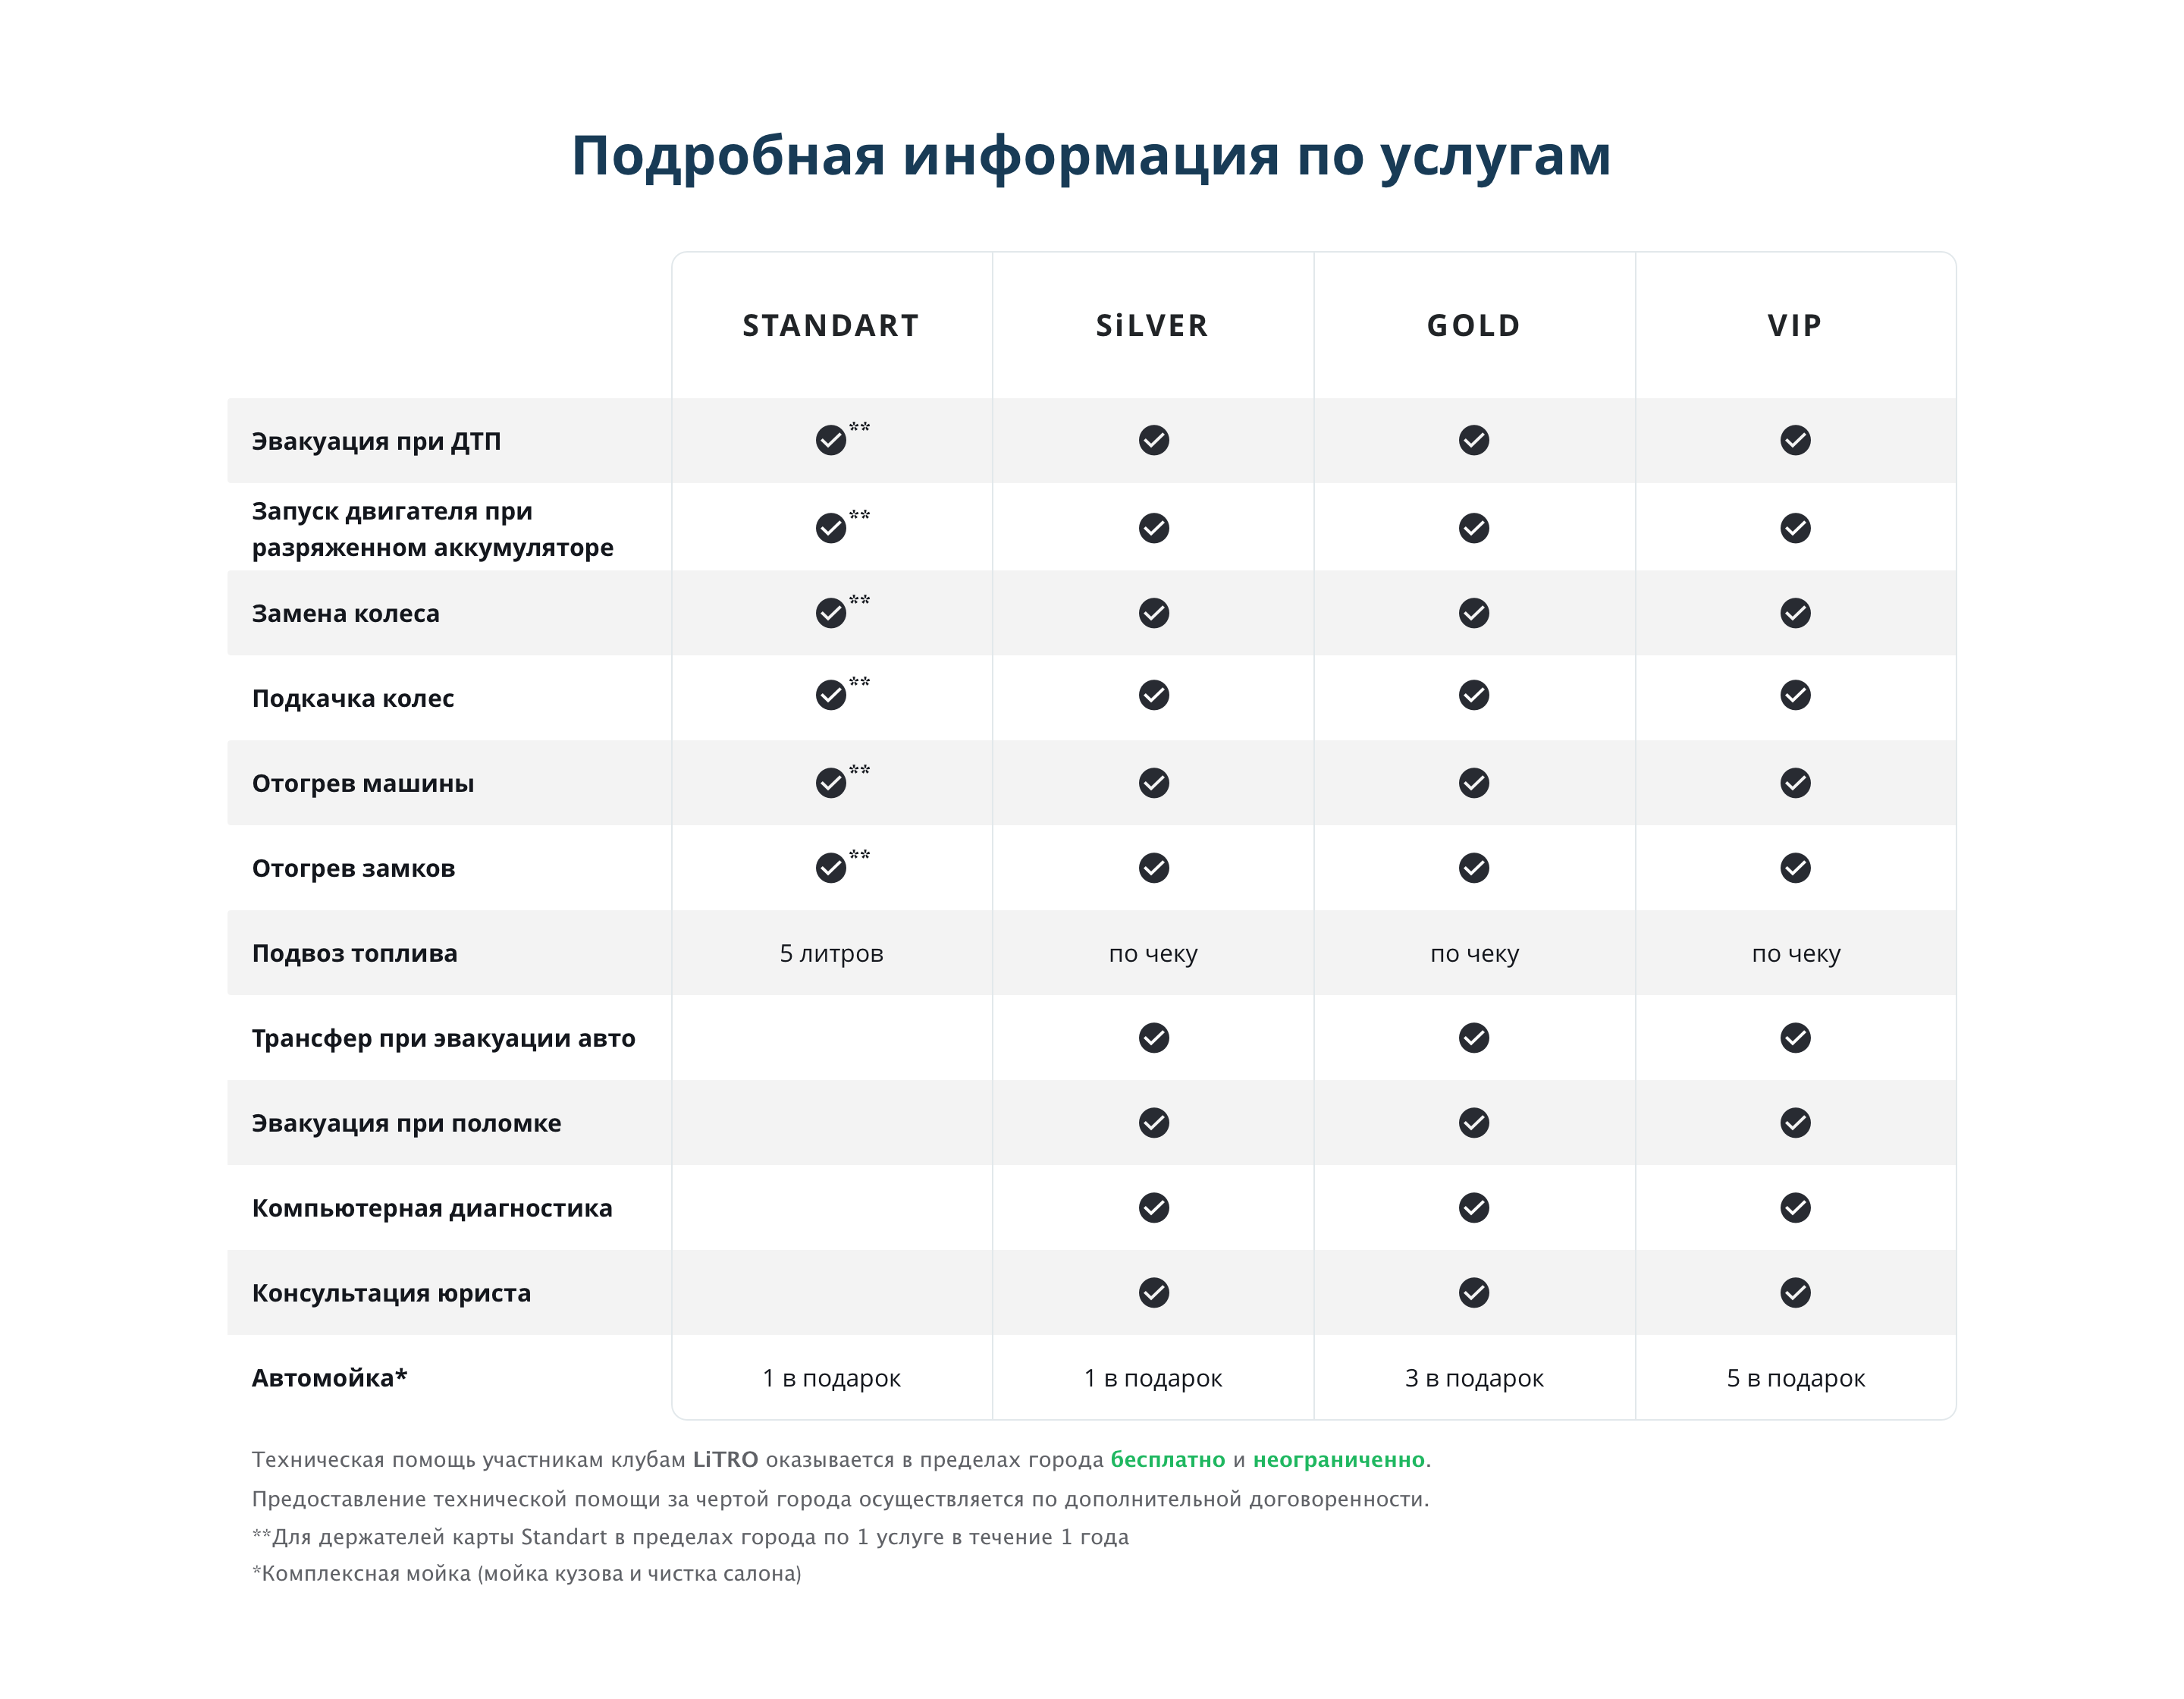 Подробная информация по услугам
STANDART SiLVER GOLD VIP
Эвакуация при ДТП **
Запуск двигателя при
разряженном аккумуляторе **
Замена колеса **
Подкачка колес **
Отогрев машины **
Отогрев замков **
Подвоз топлива 5 литров по чеку по чеку по чеку
Трансфер при эвакуации авто
Эвакуация при поломке
Компьютерная диагностика
Консультация юриста
Автомойка* 1 в подарок 1 в подарок 3 в подарок 5 в подарок
Техническая помощь участникам клубам LiTRO оказывается в пределах города бесплатно и неограниченно.
Предоставление технической помощи за чертой города осуществляется по дополнительной договоренности.
**Для держателей карты Standart в пределах города по 1 услуге в течение 1 года
*Комплексная мойка (мойка кузова и чистка салона)